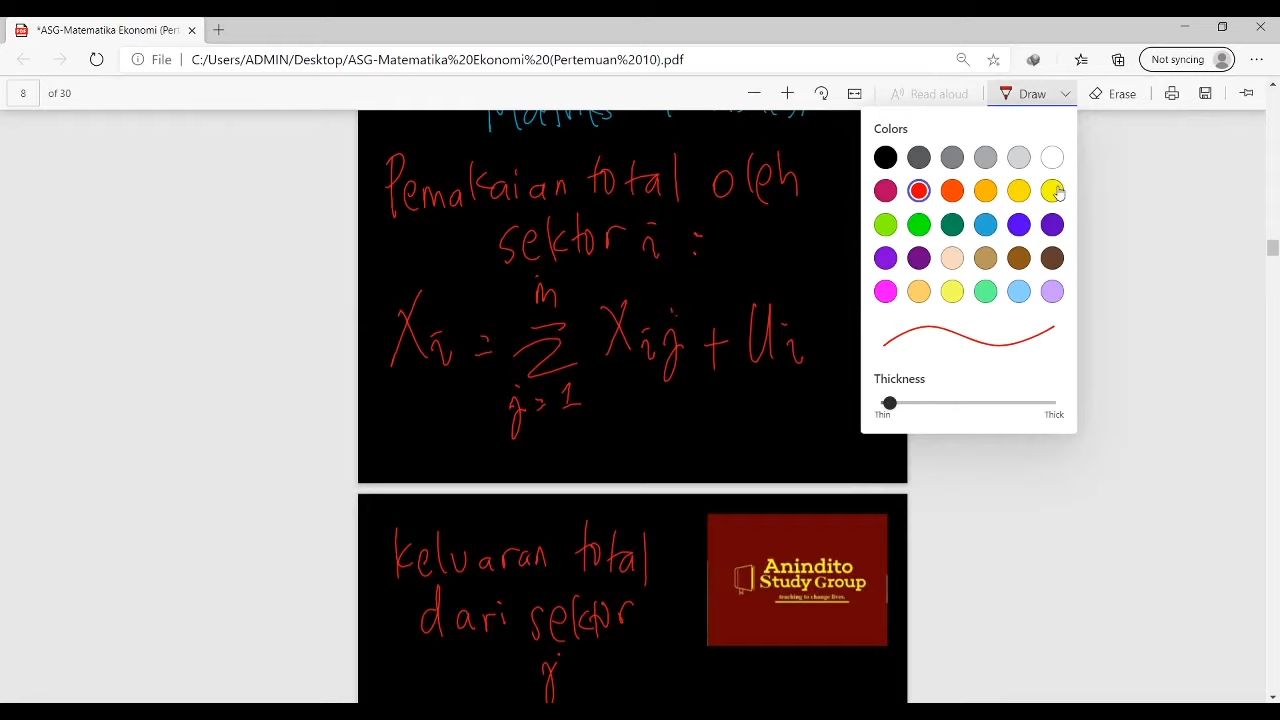 *ASG-Matematika Ekonomi (Pert
File C:/Users/ADMIN/Desktop/ASG-Matematika%20Ekonomi%20(Pertemuan%2010).pdf Not syncing
8 of 30 Read aloud Draw Erase
Colors
Thickness
Thin Thick
Pemakaian total oleh
sektor i :
m
Xi = Σ Xij + Ui
j = 1
keluaran total
dari sektor
j
Anindito
Study Group
teaching to change lives.